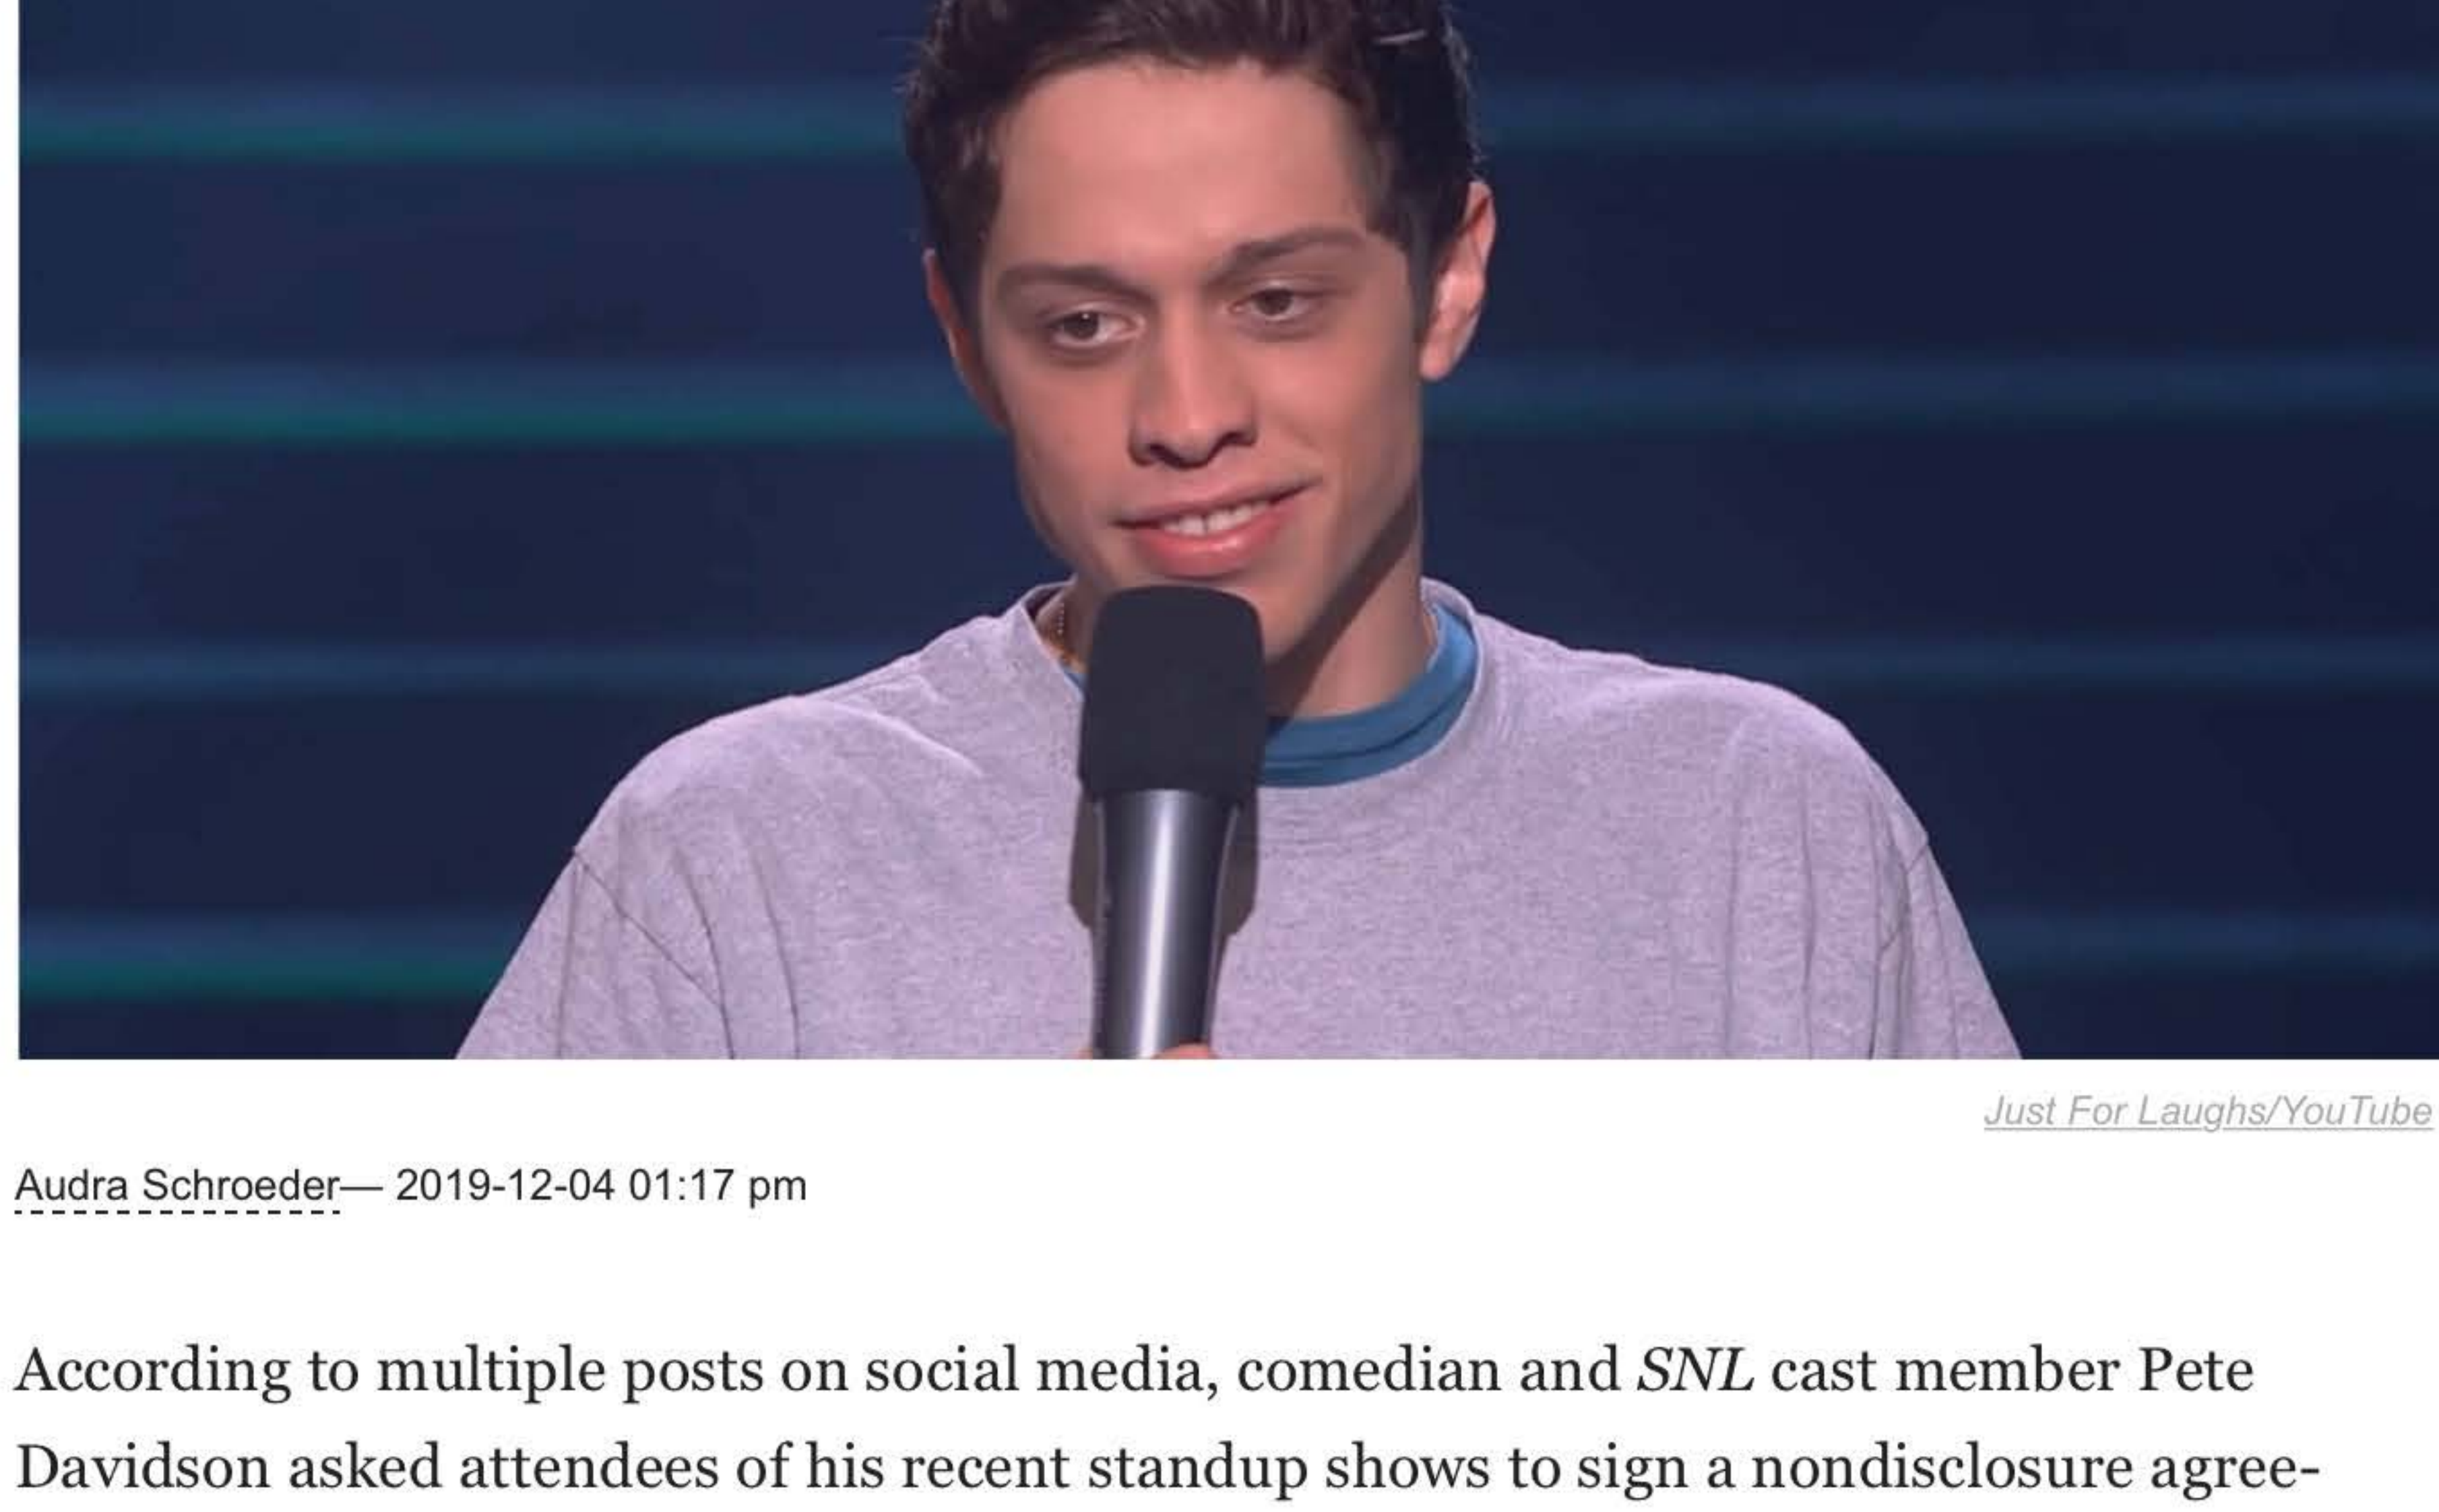 Just For Laughs/YouTube
Audra Schroeder— 2019-12-04 01:17 pm
According to multiple posts on social media, comedian and SNL cast member Pete
Davidson asked attendees of his recent standup shows to sign a nondisclosure agree-